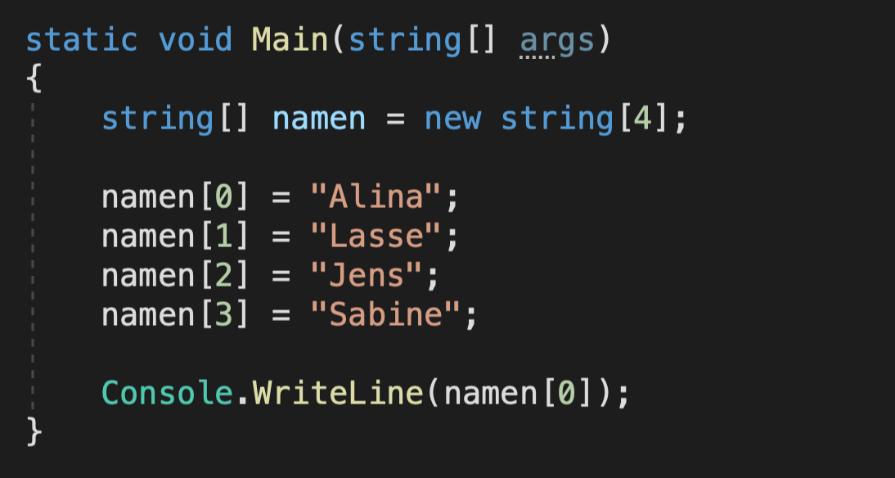 static void Main(string[] args)
{
    string[] namen = new string[4];

    namen[0] = "Alina";
    namen[1] = "Lasse";
    namen[2] = "Jens";
    namen[3] = "Sabine";

    Console.WriteLine(namen[0]);
}